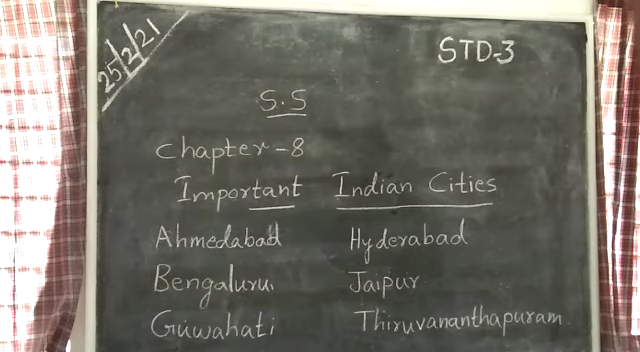 25/2/21
STD-3
S.S
Chapter-8
Important Indian Cities
Ahmedabad Hyderabad
Bengaluru Jaipur
Guwahati Thiruvananthapuram